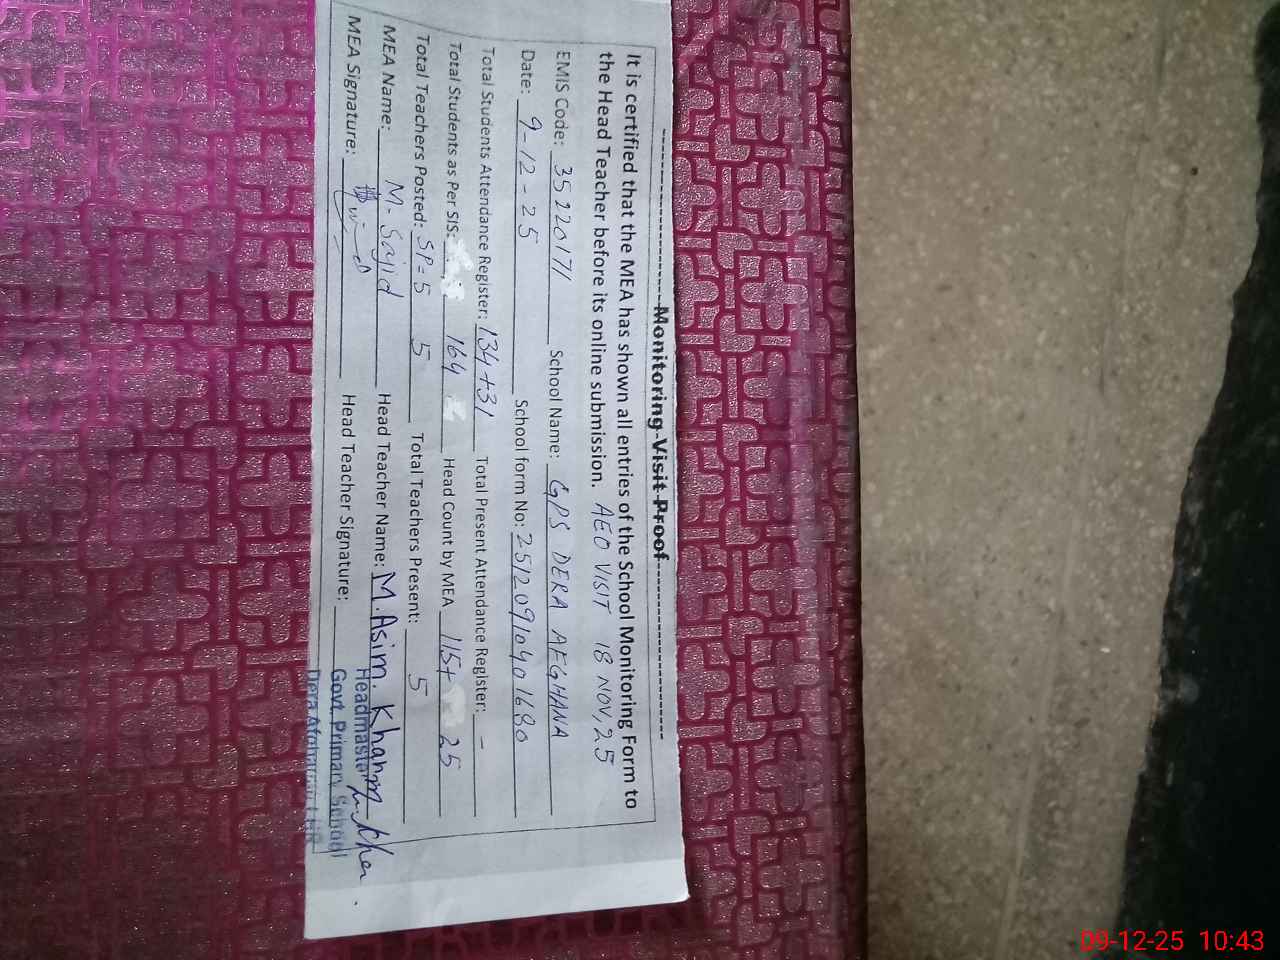 Monitoring Visit Proof
It is certified that the MEA has shown all entries of the School Monitoring Form to
the Head Teacher before its online submission. AEO VISIT 18 NOV, 25
EMIS Code: 35220171 School Name: GPS DERA AFGHANA
Date: 9-12-25 School form No: 2512091040 1680
Total Students Attendance Register: 134+31 Total Present Attendance Register: -
Total Students as Per SIS: 164 Head Count by MEA 115+ 25
Total Teachers Posted: SP=5 5 Total Teachers Present: 5
MEA Name: M. Sajid Head Teacher Name: M. Asim. Khan
MEA Signature: Head Teacher Signature:
Headmaster
Govt. Primary School
Dera Afghana LHR
09-12-25 10:43